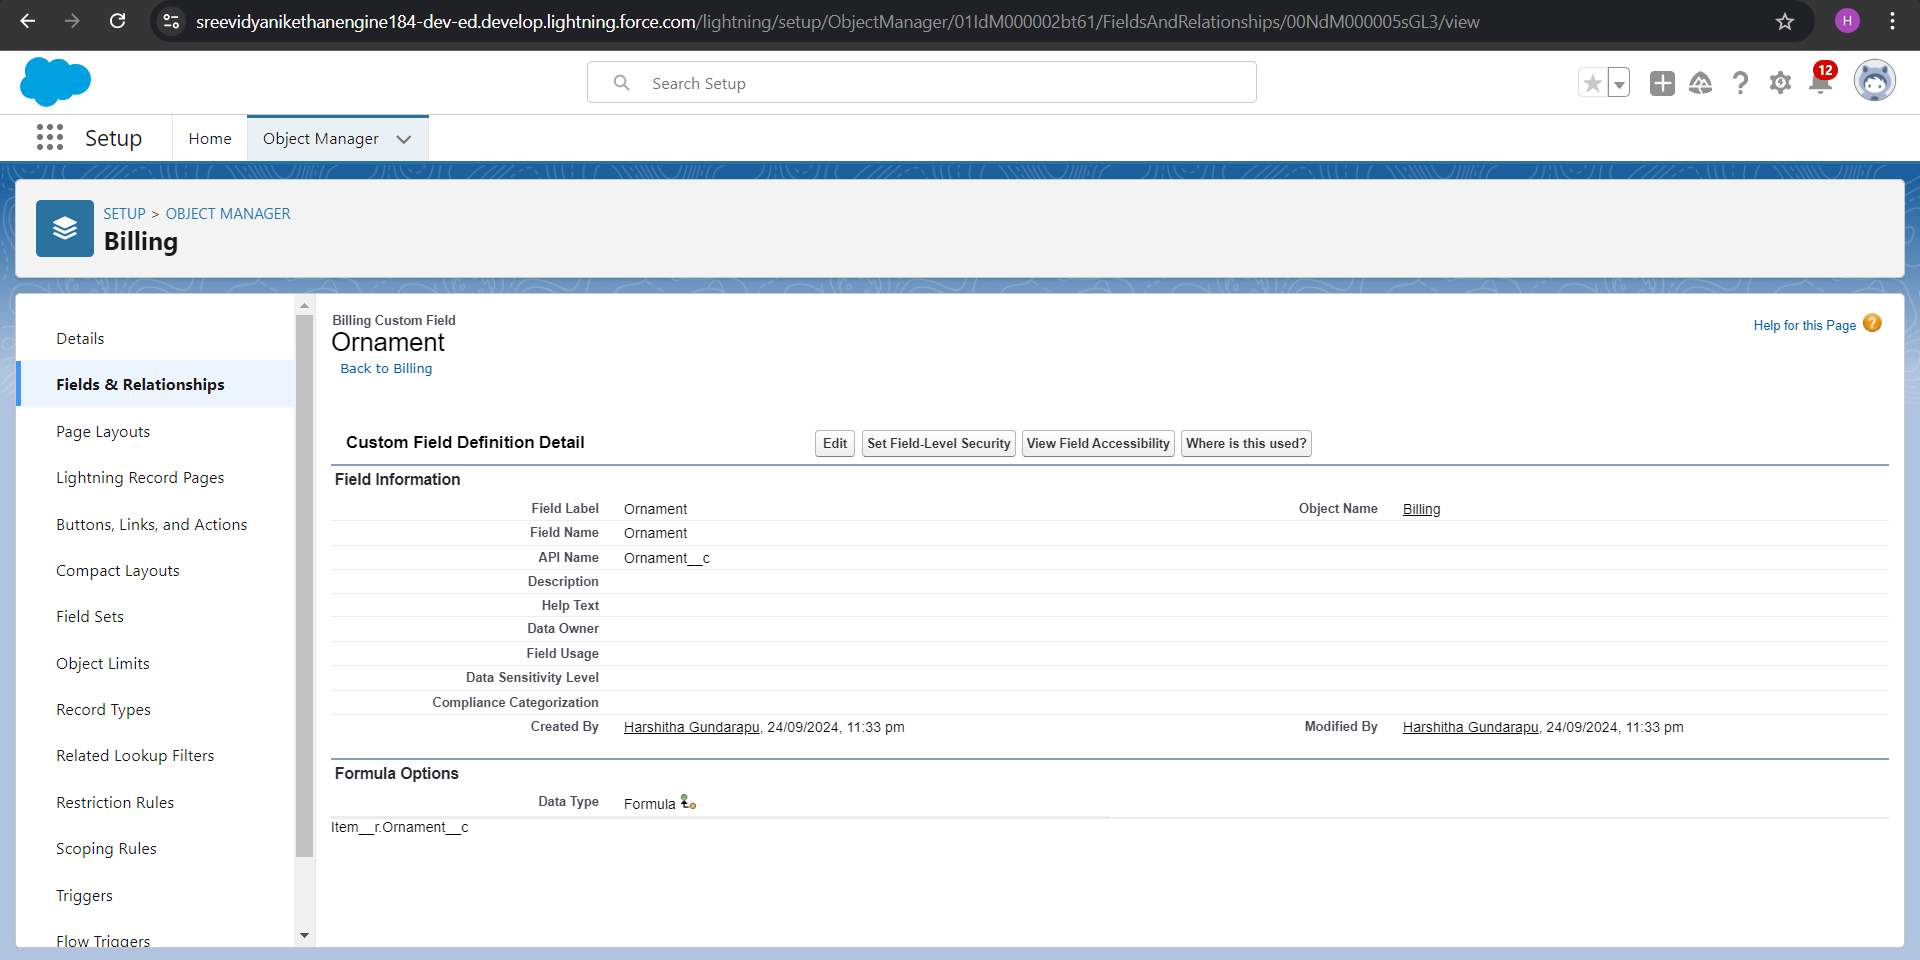 sreevidyanikethanengine184-dev-ed.develop.lightning.force.com/lightning/setup/ObjectManager/01IdM000002bt61/FieldsAndRelationships/00NdM000005sGL3/view
H
Search Setup
12
Setup
Home
Object Manager
SETUP > OBJECT MANAGER
Billing
Details
Fields & Relationships
Page Layouts
Lightning Record Pages
Buttons, Links, and Actions
Compact Layouts
Field Sets
Object Limits
Record Types
Related Lookup Filters
Restriction Rules
Scoping Rules
Triggers
Flow Triggers
Billing Custom Field
Ornament
Back to Billing
Help for this Page ?
Custom Field Definition Detail
Edit
Set Field-Level Security
View Field Accessibility
Where is this used?
Field Information
Field Label Ornament
Object Name Billing
Field Name Ornament
API Name Ornament__c
Description
Help Text
Data Owner
Field Usage
Data Sensitivity Level
Compliance Categorization
Created By Harshitha Gundarapu, 24/09/2024, 11:33 pm
Modified By Harshitha Gundarapu, 24/09/2024, 11:33 pm
Formula Options
Data Type Formula
Item__r.Ornament__c